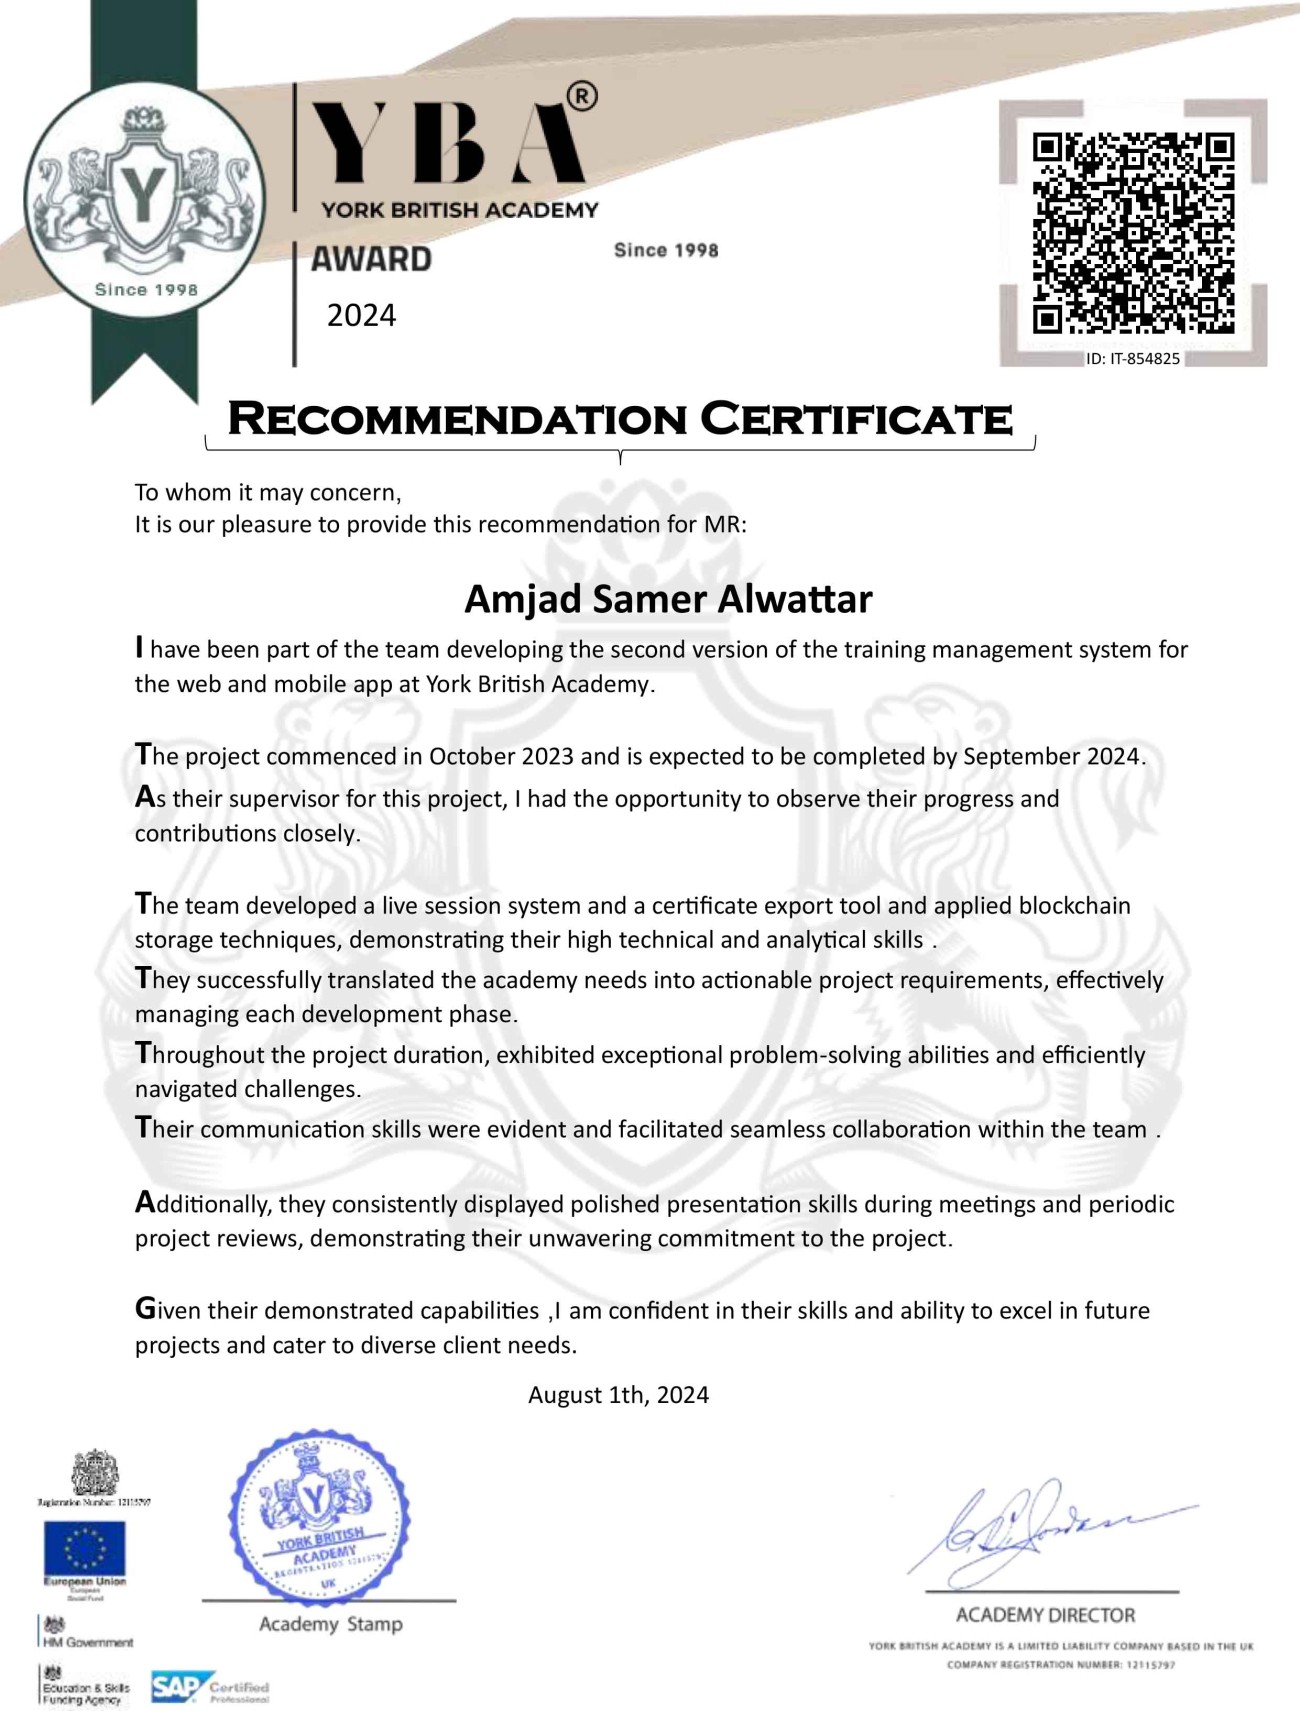 Y B A ®
YORK BRITISH ACADEMY
AWARD
Since 1998
2024
Y
Since 1998
ID: IT-854825
RECOMMENDATION CERTIFICATE
To whom it may concern,
It is our pleasure to provide this recommendation for MR:
Amjad Samer Alwattar
I have been part of the team developing the second version of the training management system for
the web and mobile app at York British Academy.
The project commenced in October 2023 and is expected to be completed by September 2024.
As their supervisor for this project, I had the opportunity to observe their progress and
contributions closely.
The team developed a live session system and a certificate export tool and applied blockchain
storage techniques, demonstrating their high technical and analytical skills .
They successfully translated the academy needs into actionable project requirements, effectively
managing each development phase.
Throughout the project duration, exhibited exceptional problem-solving abilities and efficiently
navigated challenges.
Their communication skills were evident and facilitated seamless collaboration within the team .
Additionally, they consistently displayed polished presentation skills during meetings and periodic
project reviews, demonstrating their unwavering commitment to the project.
Given their demonstrated capabilities ,I am confident in their skills and ability to excel in future
projects and cater to diverse client needs.
August 1th, 2024
Registration Number: 12115797
European Union
European
Social Fund
HM Government
Education & Skills
Funding Agency
SAP Certified
Professional
Y
YORK BRITISH
ACADEMY
REGISTRATION 12115797
UK
Academy Stamp
ACADEMY DIRECTOR
YORK BRITISH ACADEMY IS A LIMITED LIABILITY COMPANY BASED IN THE UK
COMPANY REGISTRATION NUMBER: 12115797